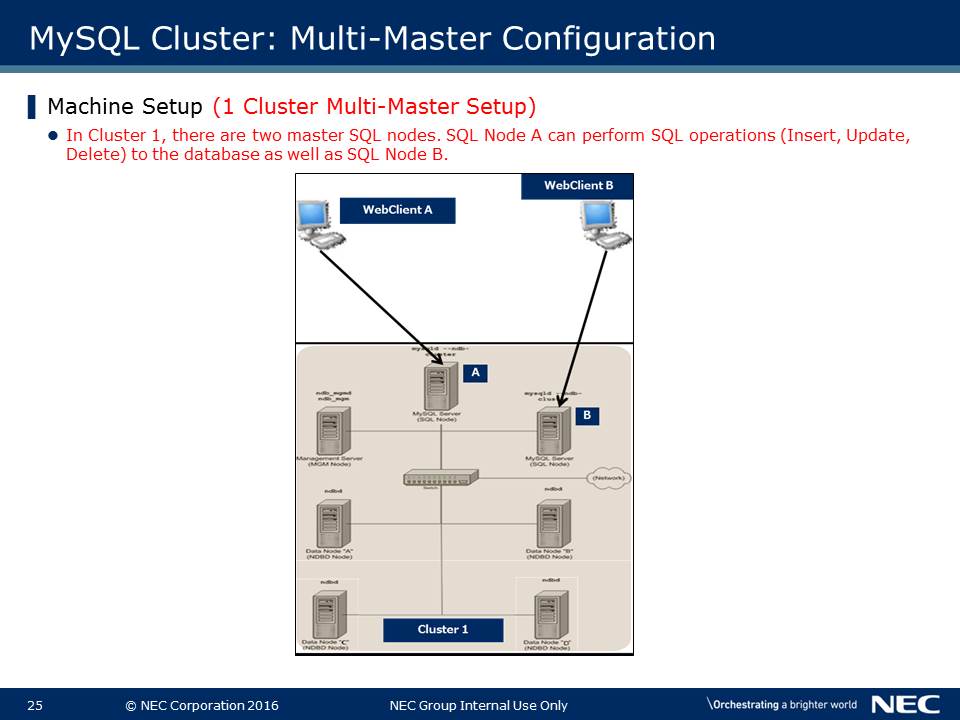 MySQL Cluster: Multi-Master Configuration
Machine Setup (1 Cluster Multi-Master Setup)
In Cluster 1, there are two master SQL nodes. SQL Node A can perform SQL operations (Insert, Update,
Delete) to the database as well as SQL Node B.
WebClient B
WebClient A
mysqld --ndb-
cluster
A
MySQL Server
(SQL Node)
ndb_mgmd
ndb_mgm
Management Server
(MGM Node)
mysqld --ndb-
B
MySQL Server
(SQL Node)
Switch
(Network)
ndbd
Data Node "A"
(NDBD Node)
ndbd
Data Node "B"
(NDBD Node)
ndbd
Data Node "C"
(NDBD Node)
ndbd
Data Node "D"
(NDBD Node)
Cluster 1
25
© NEC Corporation 2016
NEC Group Internal Use Only
Orchestrating a brighter world
NEC